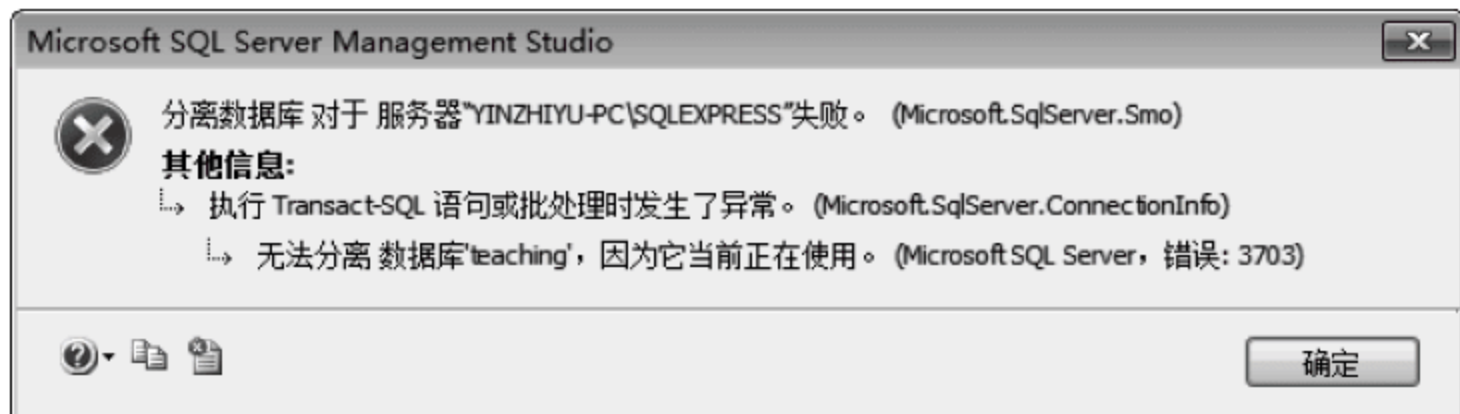 Microsoft SQL Server Management Studio
分离数据库 对于 服务器“YINZHIYU-PC\SQLEXPRESS”失败。 (Microsoft.SqlServer.Smo)
其他信息:
执行 Transact-SQL 语句或批处理时发生了异常。 (Microsoft.SqlServer.ConnectionInfo)
无法分离 数据库'teaching'，因为它当前正在使用。 (Microsoft SQL Server，错误: 3703)
确定